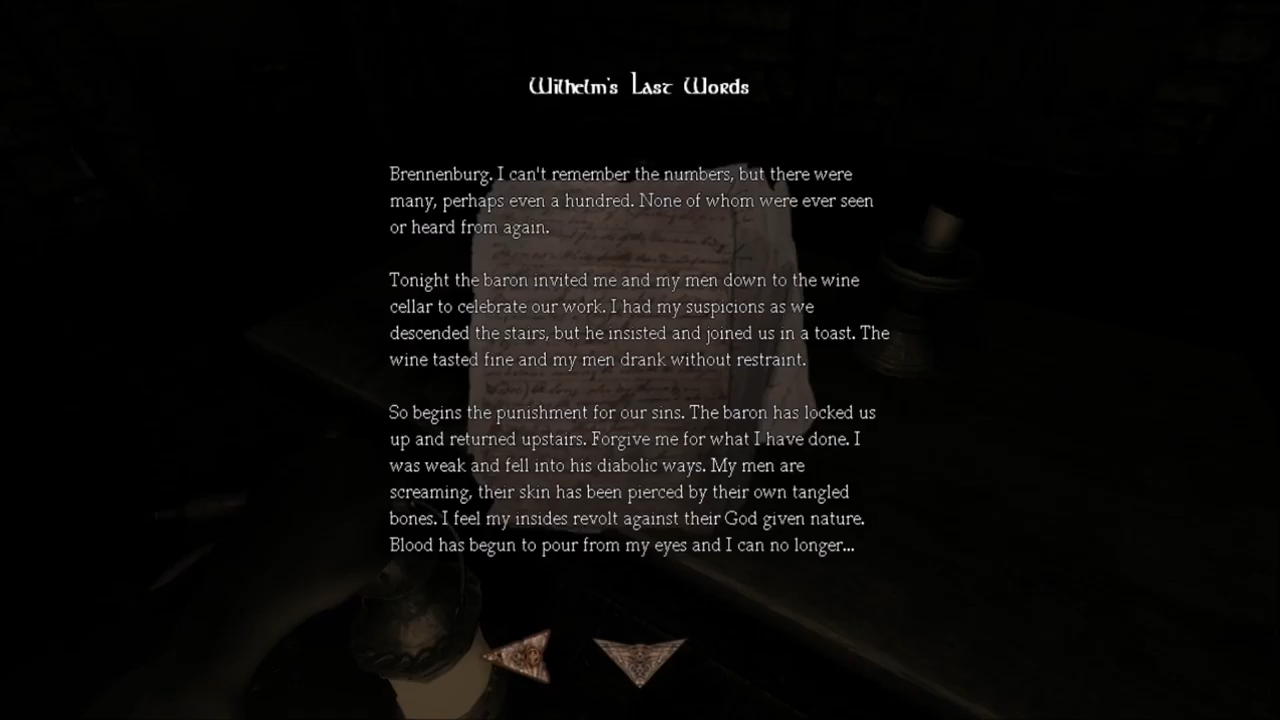 Wilhelm's Last Words
Brennenburg. I can't remember the numbers, but there were
many, perhaps even a hundred. None of whom were ever seen
or heard from again.
Tonight the baron invited me and my men down to the wine
cellar to celebrate our work. I had my suspicions as we
descended the stairs, but he insisted and joined us in a toast. The
wine tasted fine and my men drank without restraint.
So begins the punishment for our sins. The baron has locked us
up and returned upstairs. Forgive me for what I have done. I
was weak and fell into his diabolic ways. My men are
screaming, their skin has been pierced by their own tangled
bones. I feel my insides revolt against their God given nature.
Blood has begun to pour from my eyes and I can no longer...